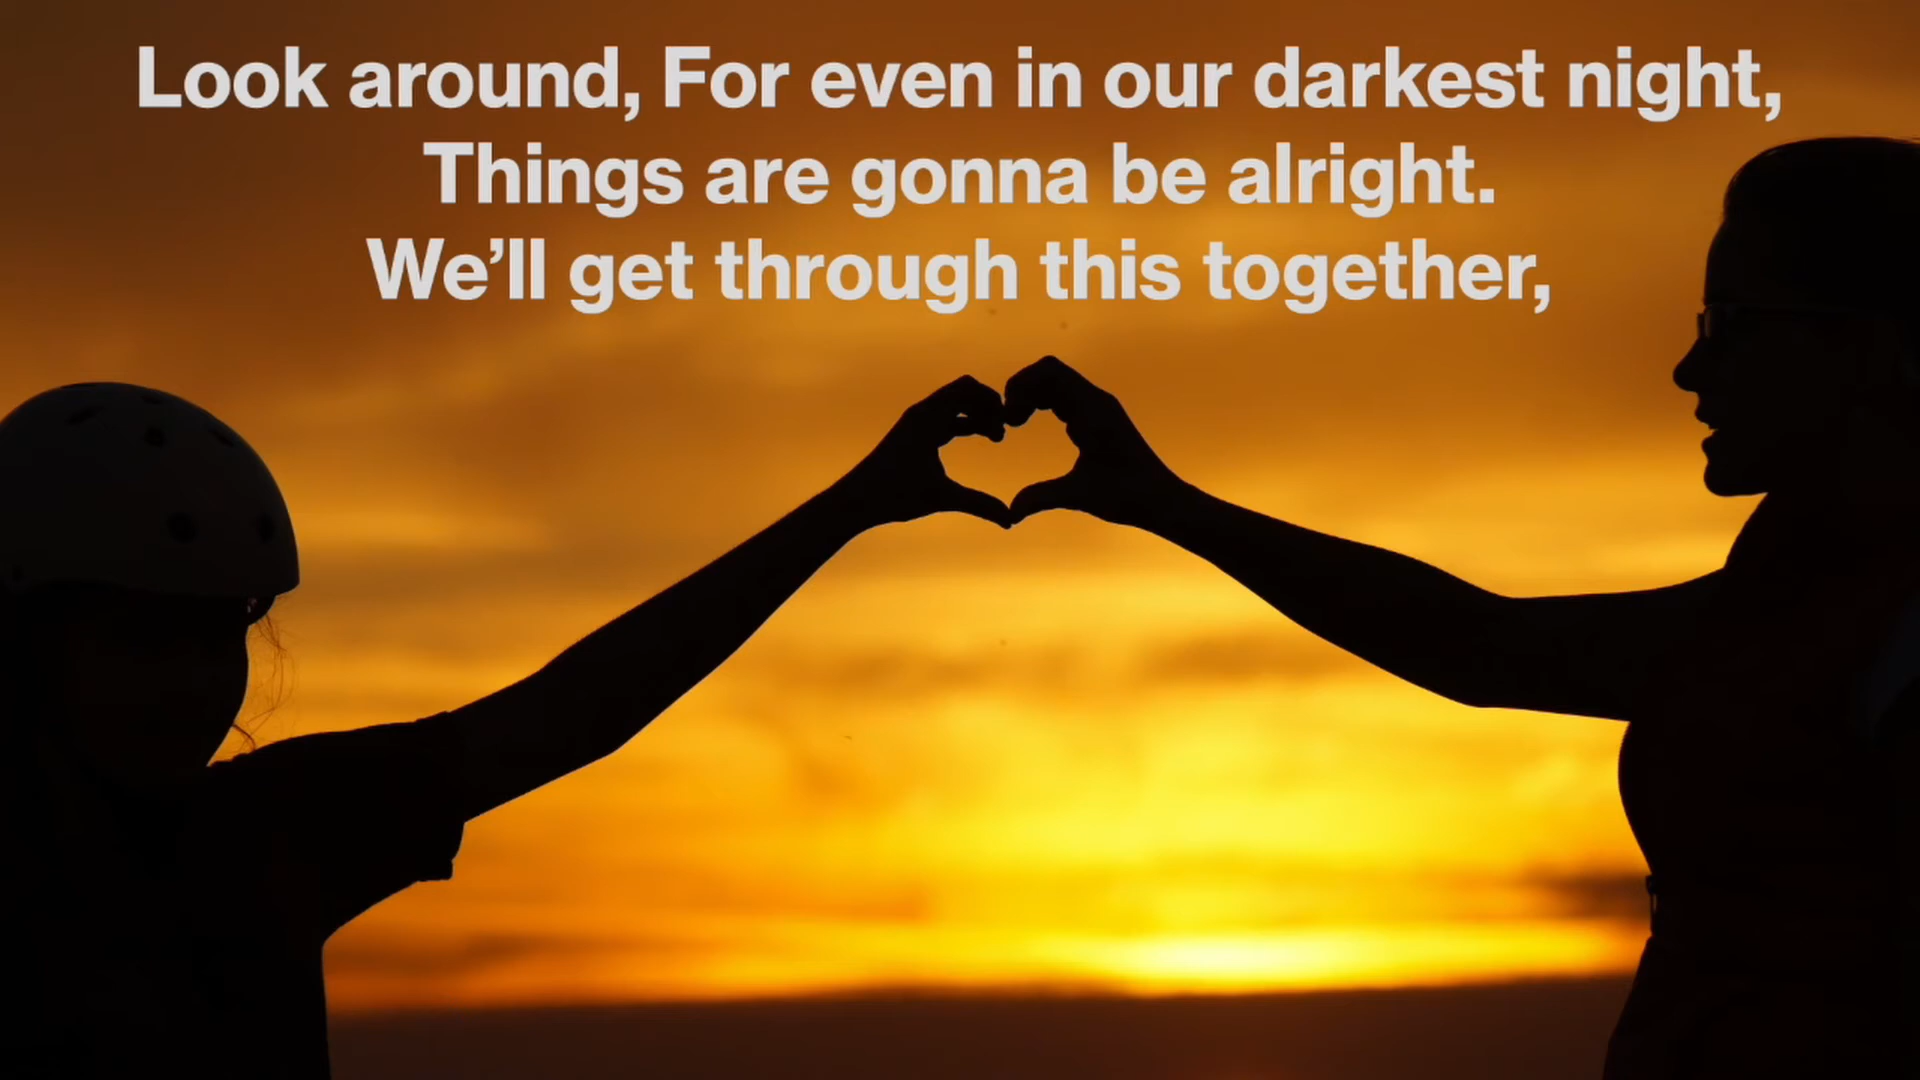 Look around, For even in our darkest night,
Things are gonna be alright.
We’ll get through this together,